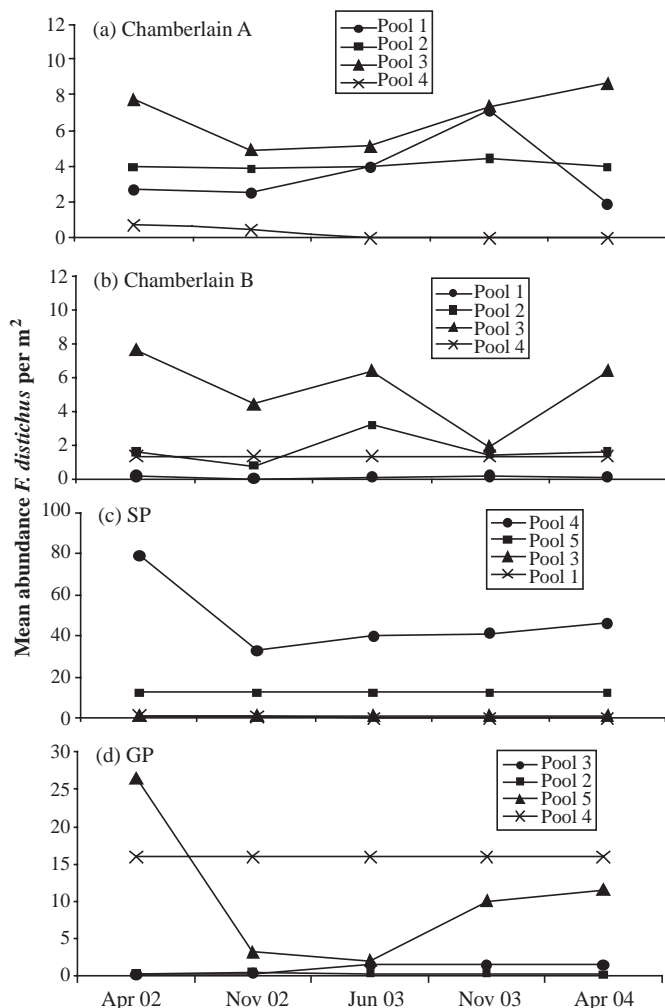 Mean abundance F. distichus per m²
(a) Chamberlain A
Pool 1
Pool 2
Pool 3
Pool 4
12
10
8
6
4
2
0
(b) Chamberlain B
Pool 1
Pool 2
Pool 3
Pool 4
12
10
8
6
4
2
0
(c) SP
Pool 4
Pool 5
Pool 3
Pool 1
100
80
60
40
20
0
(d) GP
Pool 3
Pool 2
Pool 5
Pool 4
30
25
20
15
10
5
0
Apr 02 Nov 02 Jun 03 Nov 03 Apr 04